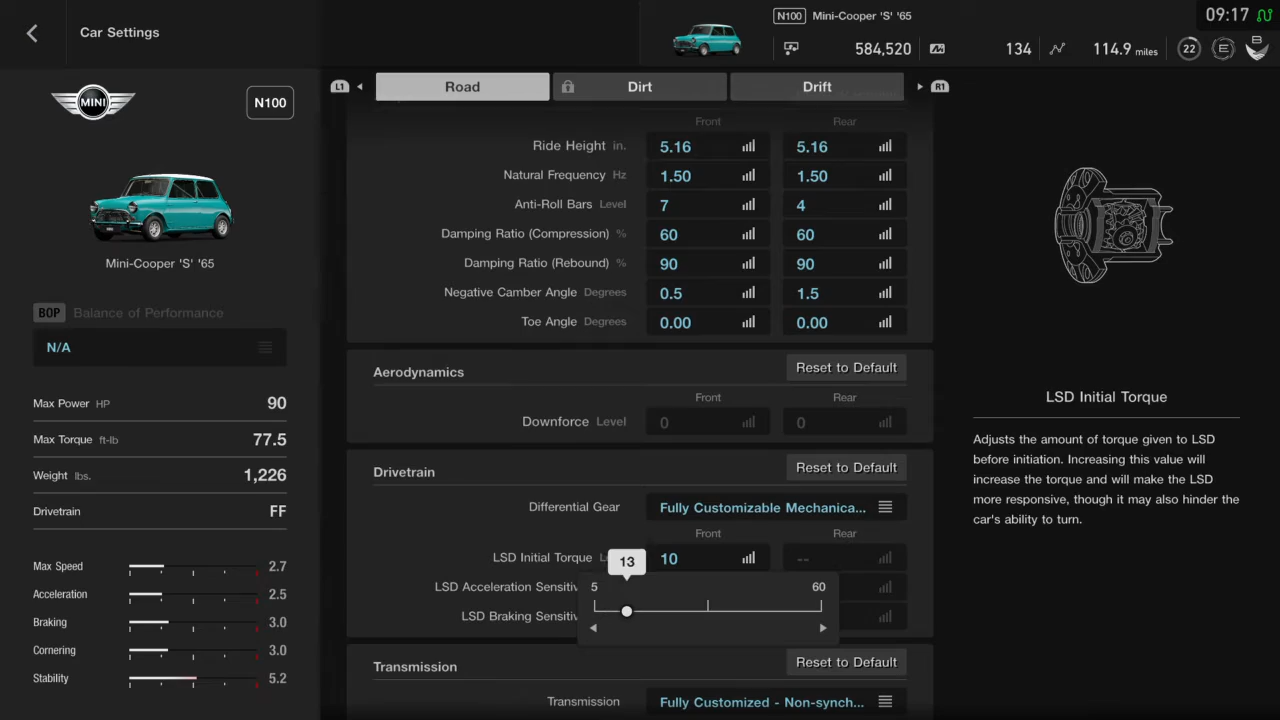 Car Settings
N100 Mini-Cooper 'S' '65
584,520 134 114.9 miles 22 E B
09:17
MINI
N100
Mini-Cooper 'S' '65
BOP Balance of Performance
N/A
Max Power HP 90
Max Torque ft-lb 77.5
Weight lbs. 1,226
Drivetrain FF
Max Speed 2.7
Acceleration 2.5
Braking 3.0
Cornering 3.0
Stability 5.2
L1 Road Dirt Drift R1
Front Rear
Ride Height in. 5.16 5.16
Natural Frequency Hz 1.50 1.50
Anti-Roll Bars Level 7 4
Damping Ratio (Compression) % 60 60
Damping Ratio (Rebound) % 90 90
Negative Camber Angle Degrees 0.5 1.5
Toe Angle Degrees 0.00 0.00
Aerodynamics Reset to Default
Front Rear
Downforce Level 0 0
Drivetrain Reset to Default
Differential Gear Fully Customizable Mechanica...
Front Rear
LSD Initial Torque 10 --
13
LSD Acceleration Sensitiv
5 60
LSD Braking Sensitiv
Transmission Reset to Default
Transmission Fully Customized - Non-synch...
LSD Initial Torque
Adjusts the amount of torque given to LSD
before initiation. Increasing this value will
increase the torque and will make the LSD
more responsive, though it may also hinder the
car's ability to turn.